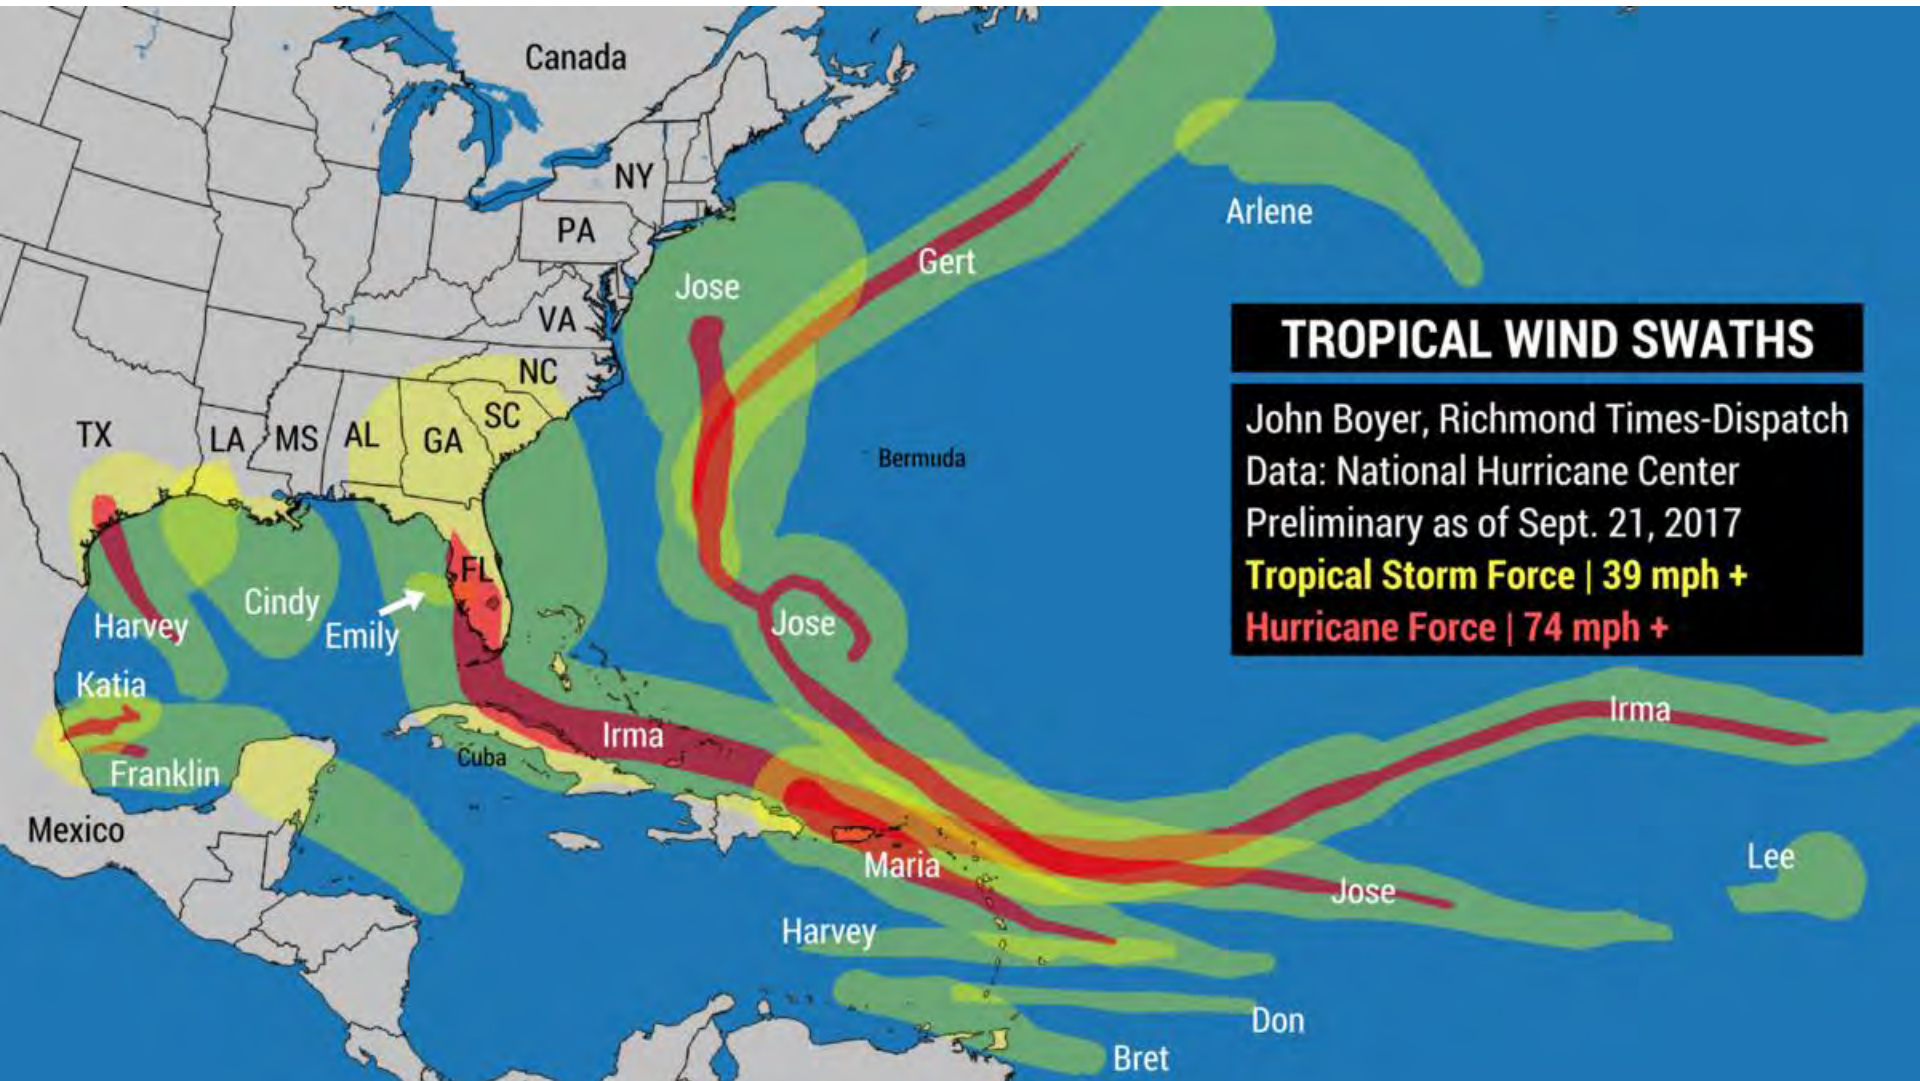 Canada
NY
Arlene
PA
Gert
Jose
VA
TROPICAL WIND SWATHS
NC
John Boyer, Richmond Times-Dispatch
Data: National Hurricane Center
Preliminary as of Sept. 21, 2017
Tropical Storm Force | 39 mph +
Hurricane Force | 74 mph +
SC
TX
LA
MS
AL
GA
Bermuda
FL
Cindy
Harvey
Emily
Jose
Katia
Irma
Irma
Cuba
Franklin
Mexico
Maria
Lee
Jose
Harvey
Don
Bret